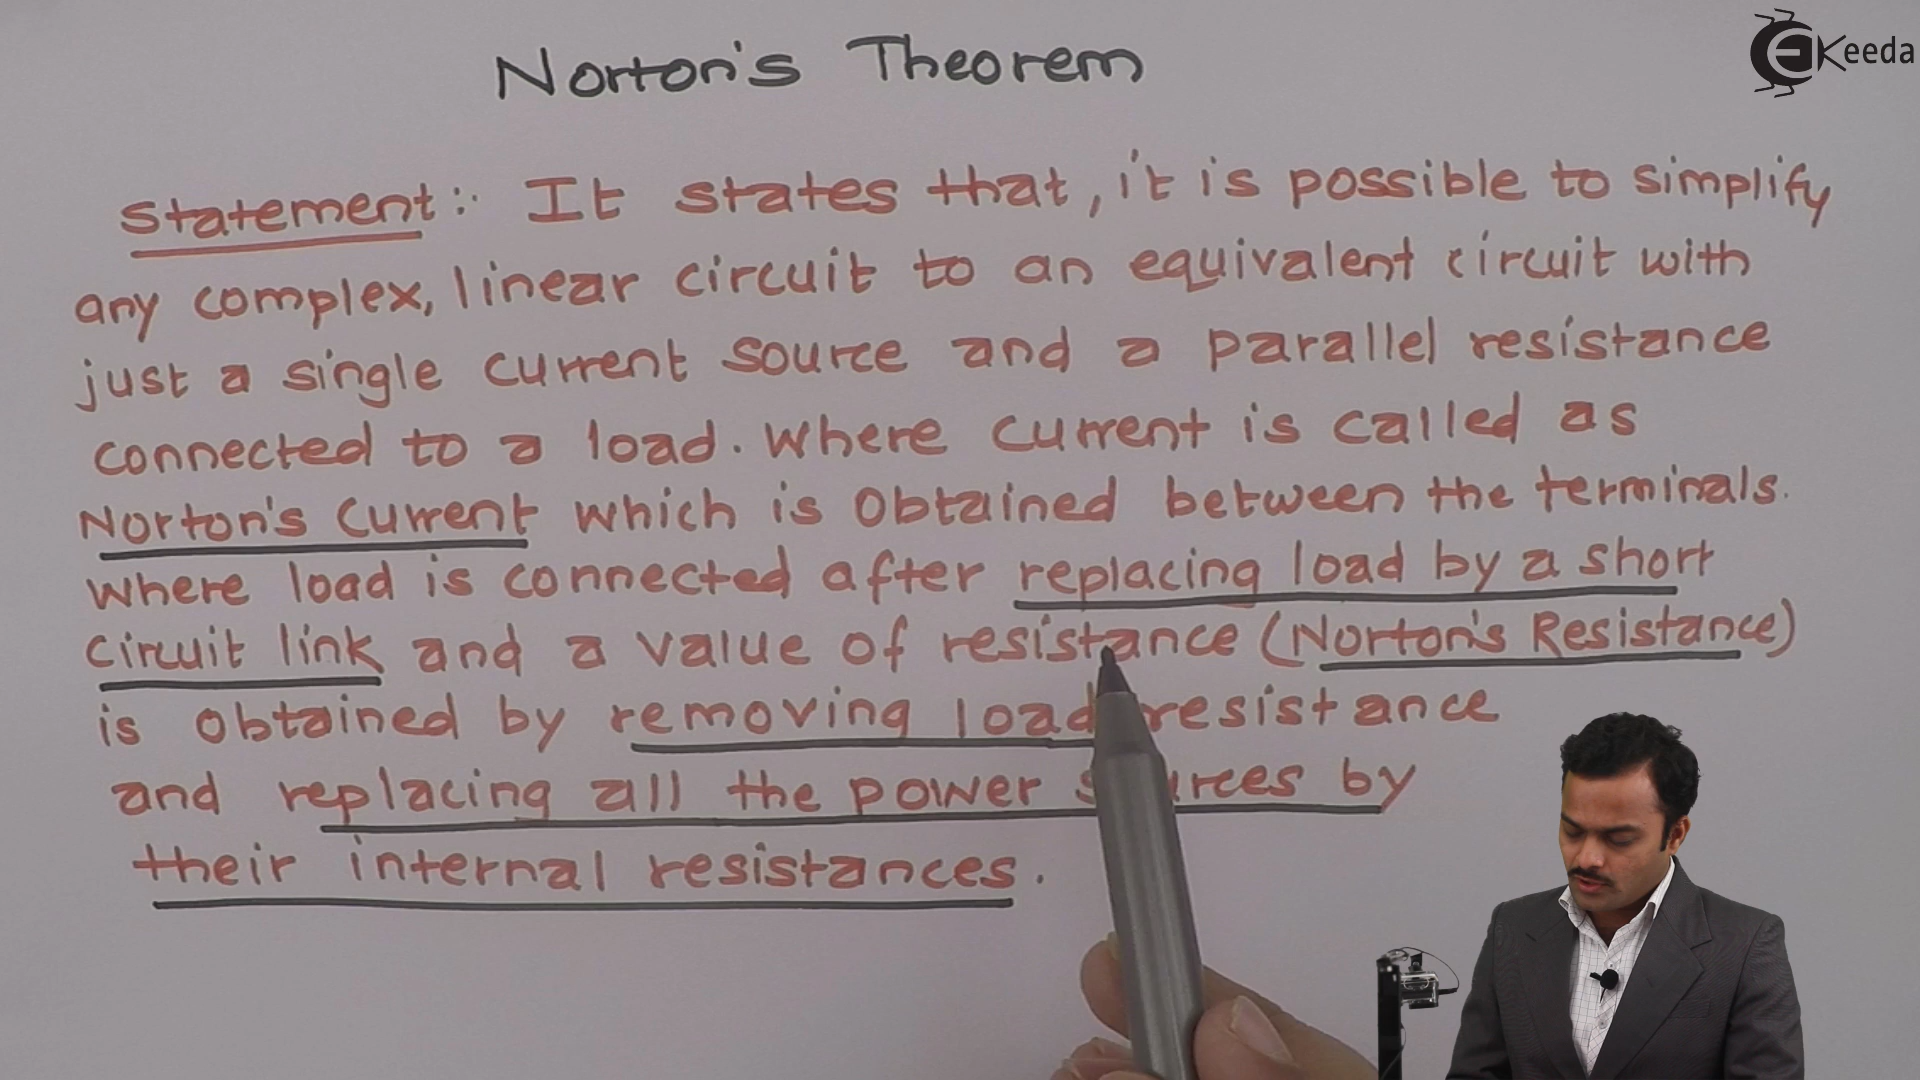 Norton's Theorem
EKeeda
Statement:- It states that, it is possible to simplify
any complex, linear circuit to an equivalent circuit with
just a single current source and a parallel resistance
connected to a load. Where current is called as
Norton's Current which is obtained between the terminals.
Where load is connected after replacing load by a short
circuit link and a value of resistance (Norton's Resistance)
is obtained by removing load resistance
and replacing all the power sources by
their internal resistances.